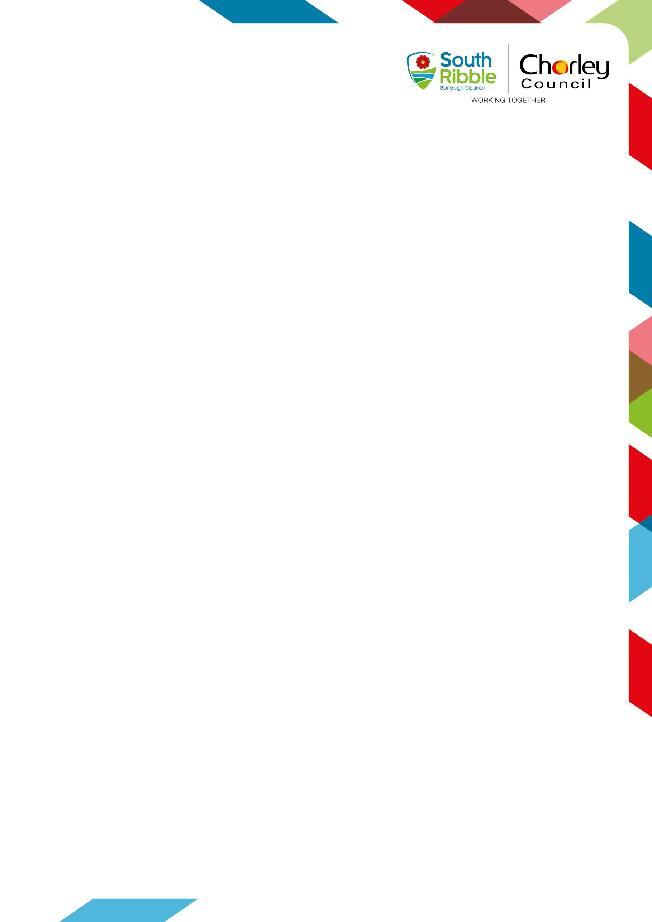 South
Ribble
Borough Council
Chorley
Council
WORKING TOGETHER